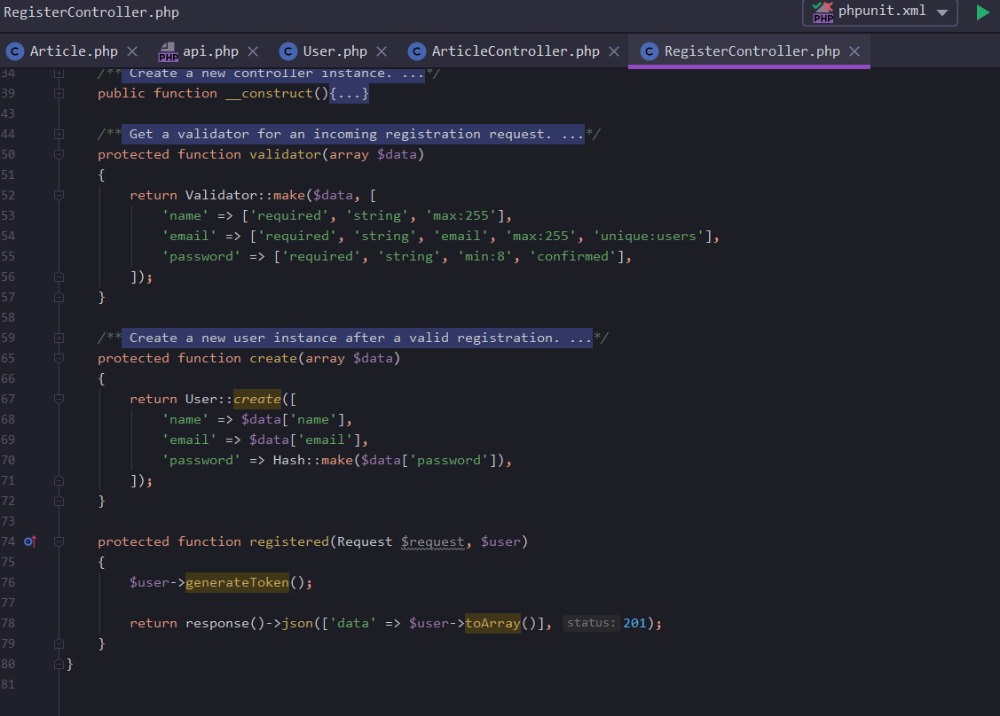 RegisterController.php
PHP phpunit.xml
C Article.php PHP api.php C User.php C ArticleController.php C RegisterController.php
34 /** Create a new controller instance. ...*/
39 public function __construct(){...}
43
44 /** Get a validator for an incoming registration request. ...*/
50 protected function validator(array $data)
51 {
52 return Validator::make($data, [
53 'name' => ['required', 'string', 'max:255'],
54 'email' => ['required', 'string', 'email', 'max:255', 'unique:users'],
55 'password' => ['required', 'string', 'min:8', 'confirmed'],
56 ]);
57 }
58
59 /** Create a new user instance after a valid registration. ...*/
65 protected function create(array $data)
66 {
67 return User::create([
68 'name' => $data['name'],
69 'email' => $data['email'],
70 'password' => Hash::make($data['password']),
71 ]);
72 }
73
74 protected function registered(Request $request, $user)
75 {
76 $user->generateToken();
77
78 return response()->json(['data' => $user->toArray()], status: 201);
79 }
80 }
81